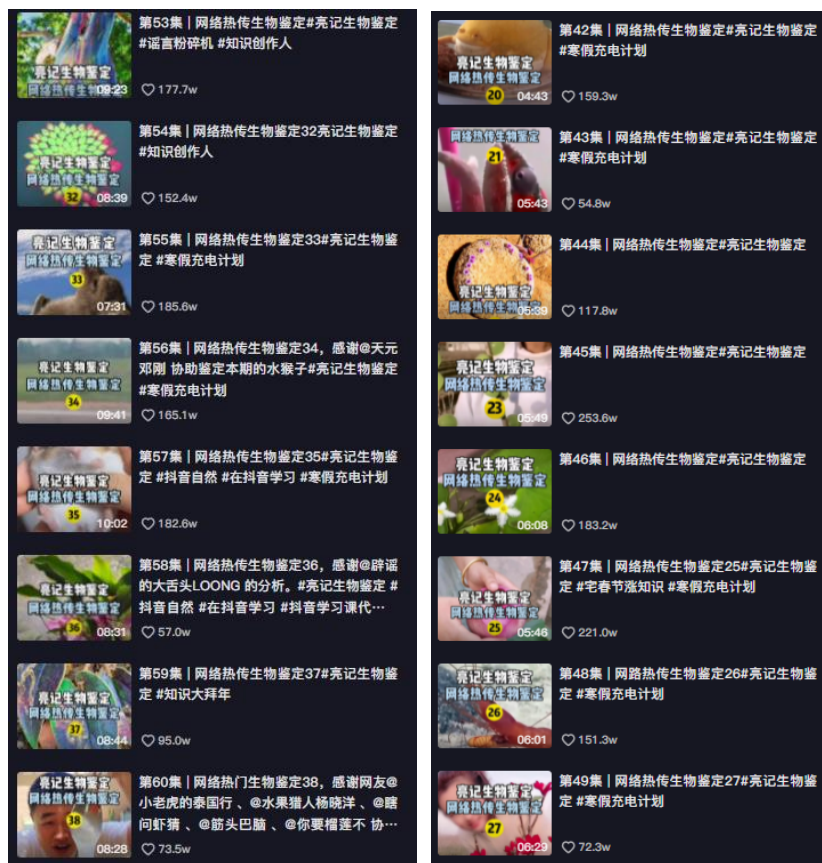 第53集 | 网络热传生物鉴定#亮记生物鉴定
#谣言粉碎机 #知识创作人
亮记生物鉴定
网络热传生物鉴定
09:23
177.7w
第54集 | 网络热传生物鉴定32亮记生物鉴定
#知识创作人
亮记生物鉴定
网络热传生物鉴定
32
08:39
152.4w
第55集 | 网络热传生物鉴定33#亮记生物鉴
定 #寒假充电计划
亮记生物鉴定
网络热传生物鉴定
33
07:31
185.6w
第56集 | 网络热传生物鉴定34，感谢@天元
邓刚 协助鉴定本期的水猴子#亮记生物鉴定
#寒假充电计划
亮记生物鉴定
网络热传生物鉴定
34
09:41
165.1w
第57集 | 网络热传生物鉴定35#亮记生物鉴
定 #抖音自然 #在抖音学习 #寒假充电计划
亮记生物鉴定
网络热传生物鉴定
35
10:02
182.6w
第58集 | 网络热传生物鉴定36，感谢@辟谣
的大舌头LOONG 的分析。#亮记生物鉴定 #
抖音自然 #在抖音学习 #抖音学习课代…
亮记生物鉴定
网络热传生物鉴定
36
08:31
57.0w
第59集 | 网络热传生物鉴定37#亮记生物鉴
定 #知识大拜年
亮记生物鉴定
网络热传生物鉴定
37
08:44
95.0w
第60集 | 网络热门生物鉴定38，感谢网友@
小老虎的泰国行 、@水果猎人杨晓洋 、@瞎
问虾猜 、@筋头巴脑 、@你要榴莲不 协…
亮记生物鉴定
网络热传生物鉴定
38
08:28
73.5w
第42集 | 网络热传生物鉴定#亮记生物鉴定
#寒假充电计划
亮记生物鉴定
网络热传生物鉴定
20
04:43
159.3w
第43集 | 网络热传生物鉴定#亮记生物鉴定
#寒假充电计划
网络热传生物鉴定
21
05:43
54.8w
第44集 | 网络热传生物鉴定#亮记生物鉴定
亮记生物鉴定
网络热传生物鉴定
05:39
117.8w
第45集 | 网络热传生物鉴定#亮记生物鉴定
亮记生物鉴定
网络热传生物鉴定
23
05:49
253.6w
第46集 | 网络热传生物鉴定#亮记生物鉴定
亮记生物鉴定
网络热传生物鉴定
24
06:08
183.2w
第47集 | 网络热传生物鉴定25#亮记生物鉴
定 #宅春节涨知识 #寒假充电计划
亮记生物鉴定
网络热传生物鉴定
25
05:46
221.0w
第48集 | 网路热传生物鉴定26#亮记生物鉴
定 #寒假充电计划
亮记生物鉴定
网络热传生物鉴定
26
06:01
151.3w
第49集 | 网络热传生物鉴定27#亮记生物鉴
定 #寒假充电计划
亮记生物鉴定
网络热传生物鉴定
27
06:29
72.3w